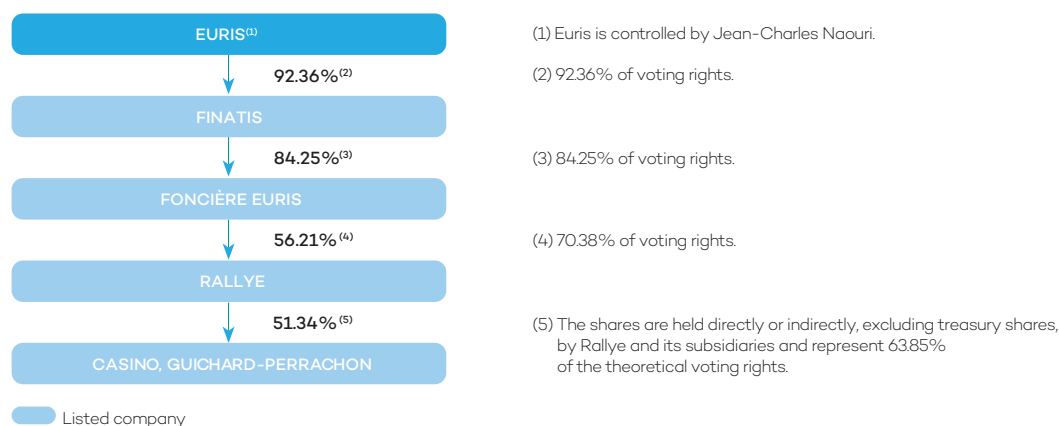 EURIS(1)
92.36%(2)
FINATIS
84.25%(3)
FONCIÈRE EURIS
56.21%(4)
RALLYE
51.34%(5)
CASINO, GUICHARD-PERRACHON
Listed company
(1) Euris is controlled by Jean-Charles Naouri.
(2) 92.36% of voting rights.
(3) 84.25% of voting rights.
(4) 70.38% of voting rights.
(5) The shares are held directly or indirectly, excluding treasury shares,
by Rallye and its subsidiaries and represent 63.85%
of the theoretical voting rights.